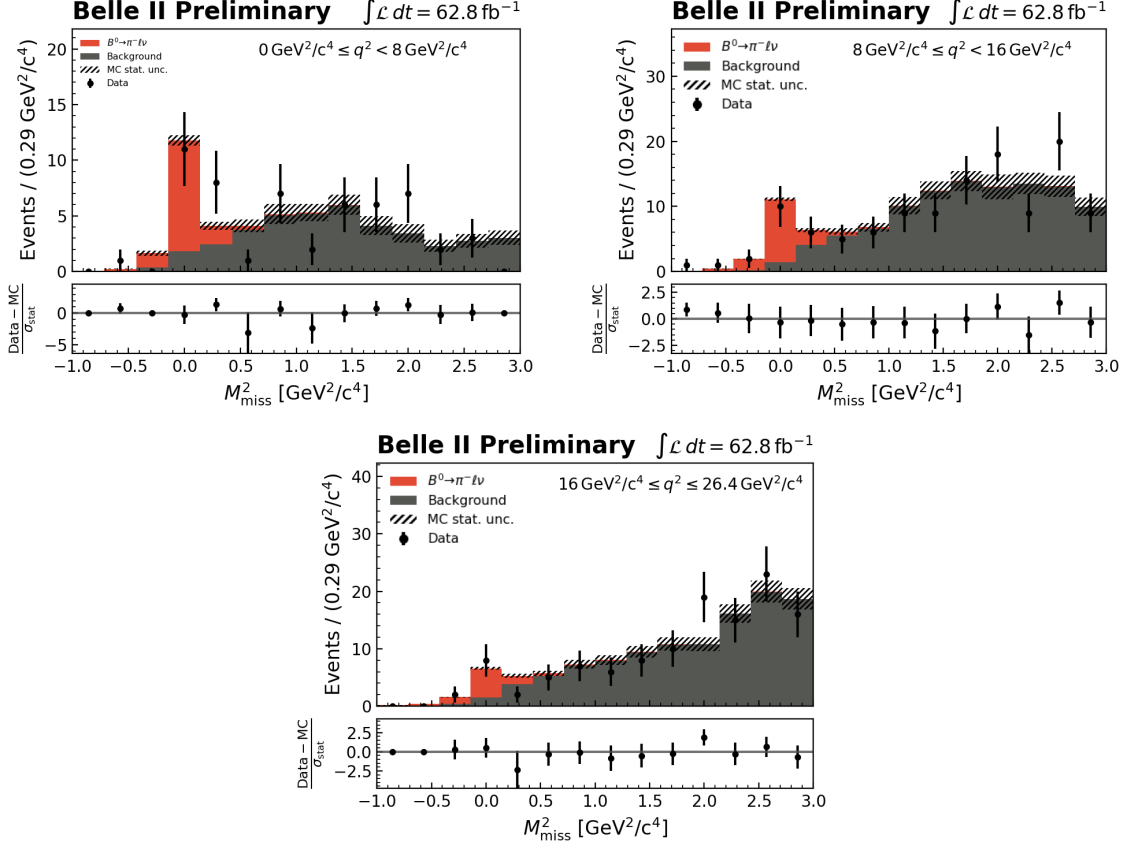 Belle II Preliminary ∫ℒ dt = 62.8 fb⁻¹
0 GeV²/c⁴ ≤ q² < 8 GeV²/c⁴
B⁰→π⁻ℓν
Background
MC stat. unc.
Data
Events / (0.29 GeV²/c⁴)
20
15
10
5
0
Data − MC
σstat
0
−5
−1.0 −0.5 0.0 0.5 1.0 1.5 2.0 2.5 3.0
M²miss [GeV²/c⁴]
Belle II Preliminary ∫ℒ dt = 62.8 fb⁻¹
8 GeV²/c⁴ ≤ q² < 16 GeV²/c⁴
B⁰→π⁻ℓν
Background
MC stat. unc.
Data
Events / (0.29 GeV²/c⁴)
30
20
10
0
Data − MC
σstat
2.5
0.0
−2.5
−1.0 −0.5 0.0 0.5 1.0 1.5 2.0 2.5 3.0
M²miss [GeV²/c⁴]
Belle II Preliminary ∫ℒ dt = 62.8 fb⁻¹
16 GeV²/c⁴ ≤ q² ≤ 26.4 GeV²/c⁴
B⁰→π⁻ℓν
Background
MC stat. unc.
Data
Events / (0.29 GeV²/c⁴)
40
30
20
10
0
Data − MC
σstat
2.5
0.0
−2.5
−1.0 −0.5 0.0 0.5 1.0 1.5 2.0 2.5 3.0
M²miss [GeV²/c⁴]